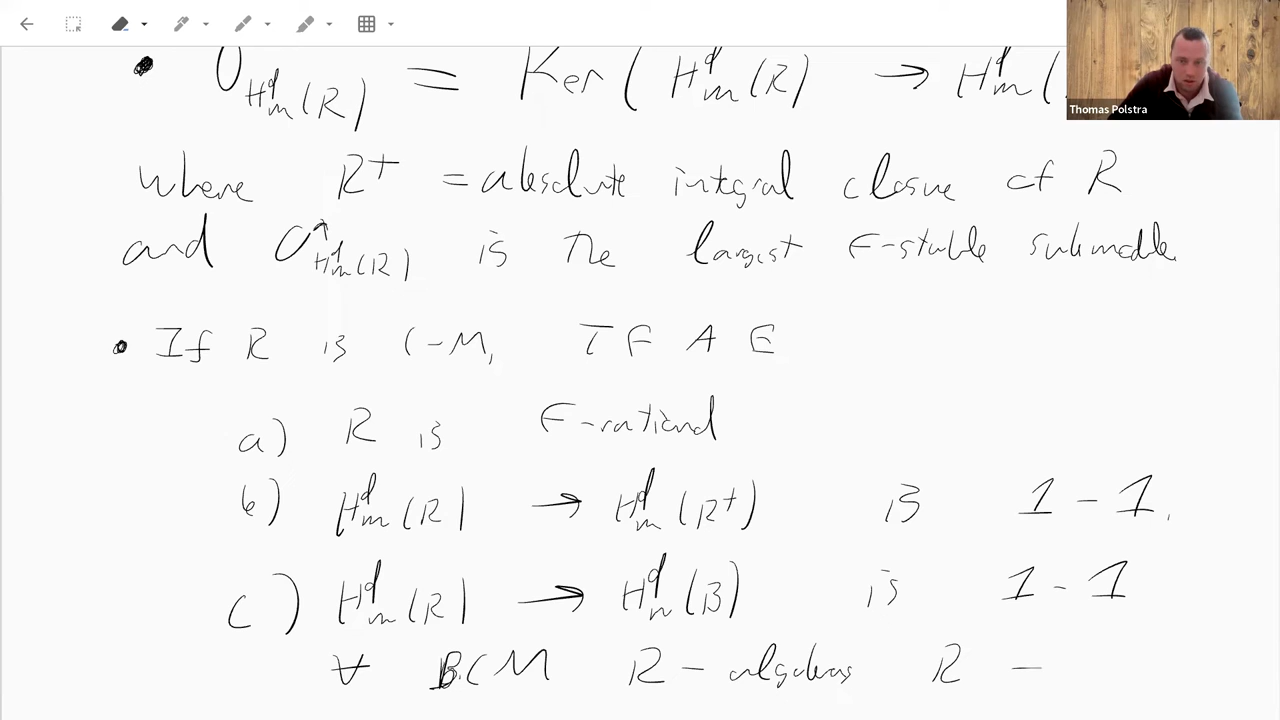 Thomas Polstra
• 0_{H^d_m(R)} = Ker( H^d_m(R) → H^d_m(
where R^+ = absolute integral closure of R
and 0^*_{H^d_m(R)} is the largest F-stable submodule
• If R is C-M, TFAE
a) R is F-rational
b) H^d_m(R) → H^d_m(R^+) is 1-1.
c) H^d_m(R) → H^d_m(B) is 1-1
∀ BCM R-algebras R –